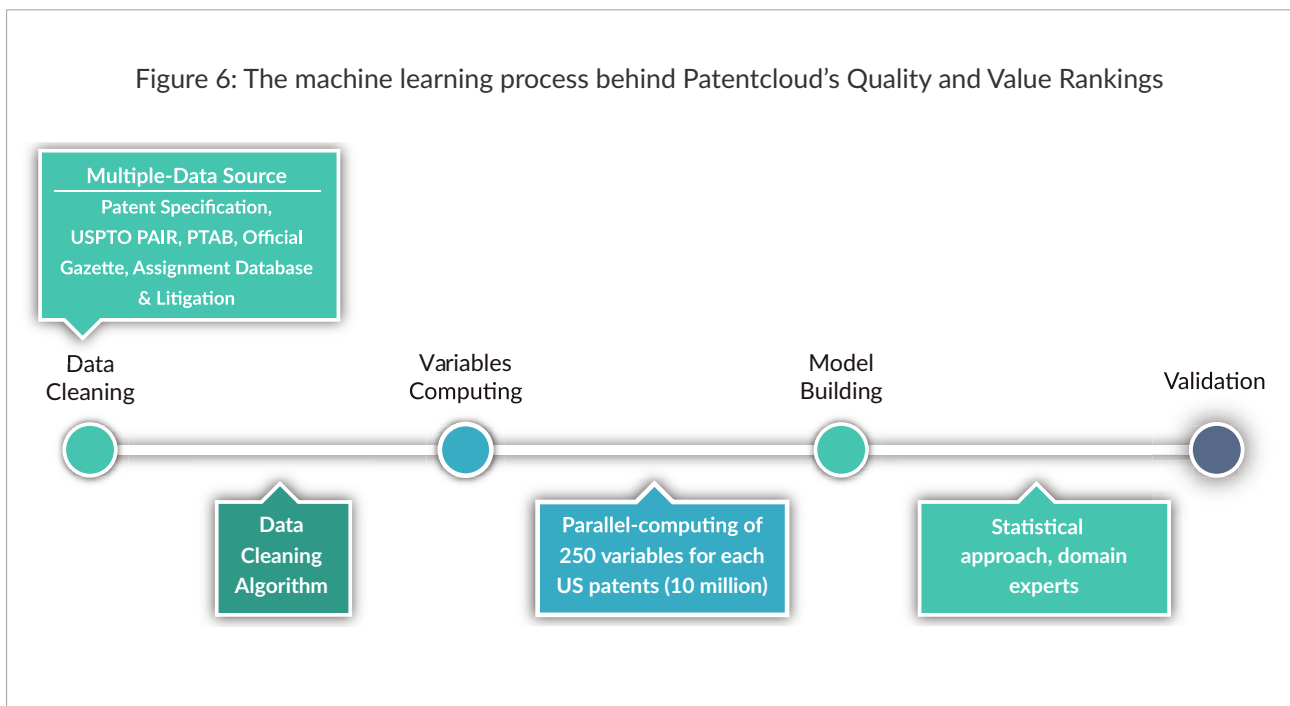 Figure 6: The machine learning process behind Patentcloud's Quality and Value Rankings
Multiple-Data Source
Patent Specification,
USPTO PAIR, PTAB, Official
Gazette, Assignment Database
& Litigation
Data
Cleaning
Variables
Computing
Model
Building
Validation
Data
Cleaning
Algorithm
Parallel-computing of
250 variables for each
US patents (10 million)
Statistical
approach, domain
experts